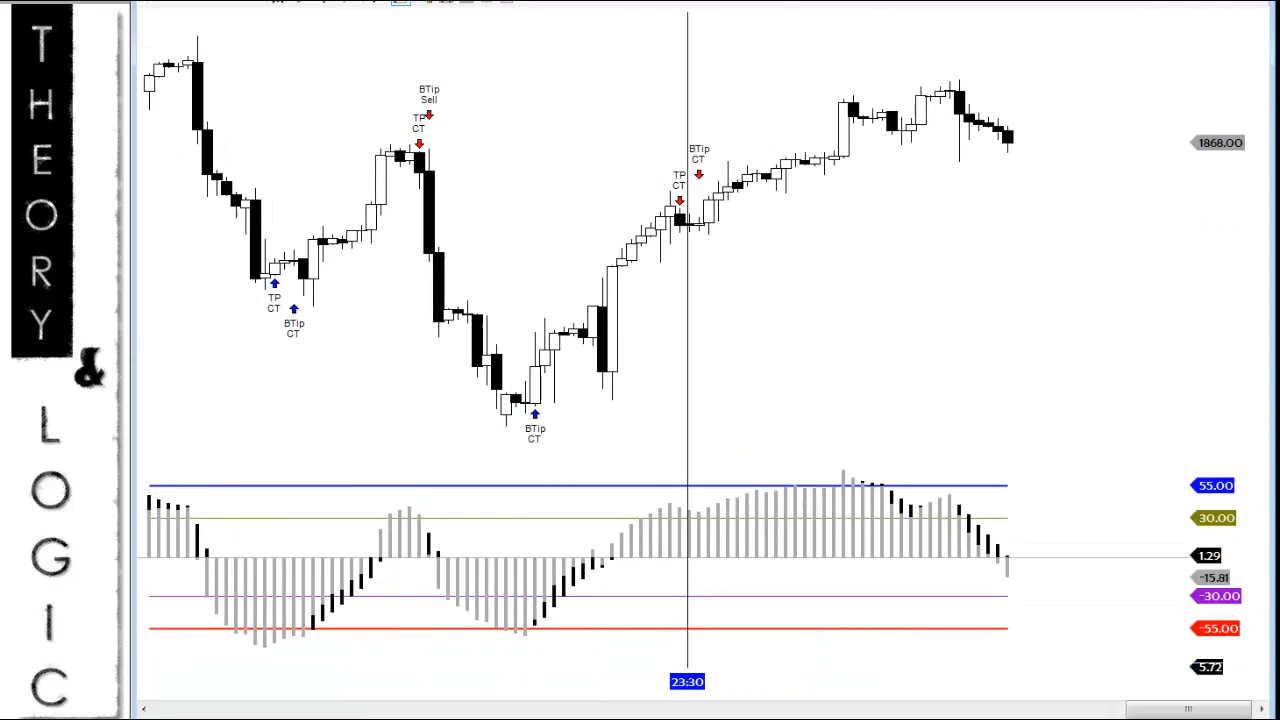 THEORY
&
LOGIC
BTip
Sell
TP
CT
TP
CT
BTip
CT
BTip
CT
TP
CT
BTip
CT
1868.00
55.00
30.00
1.29
-15.81
-30.00
-55.00
5.72
23:30